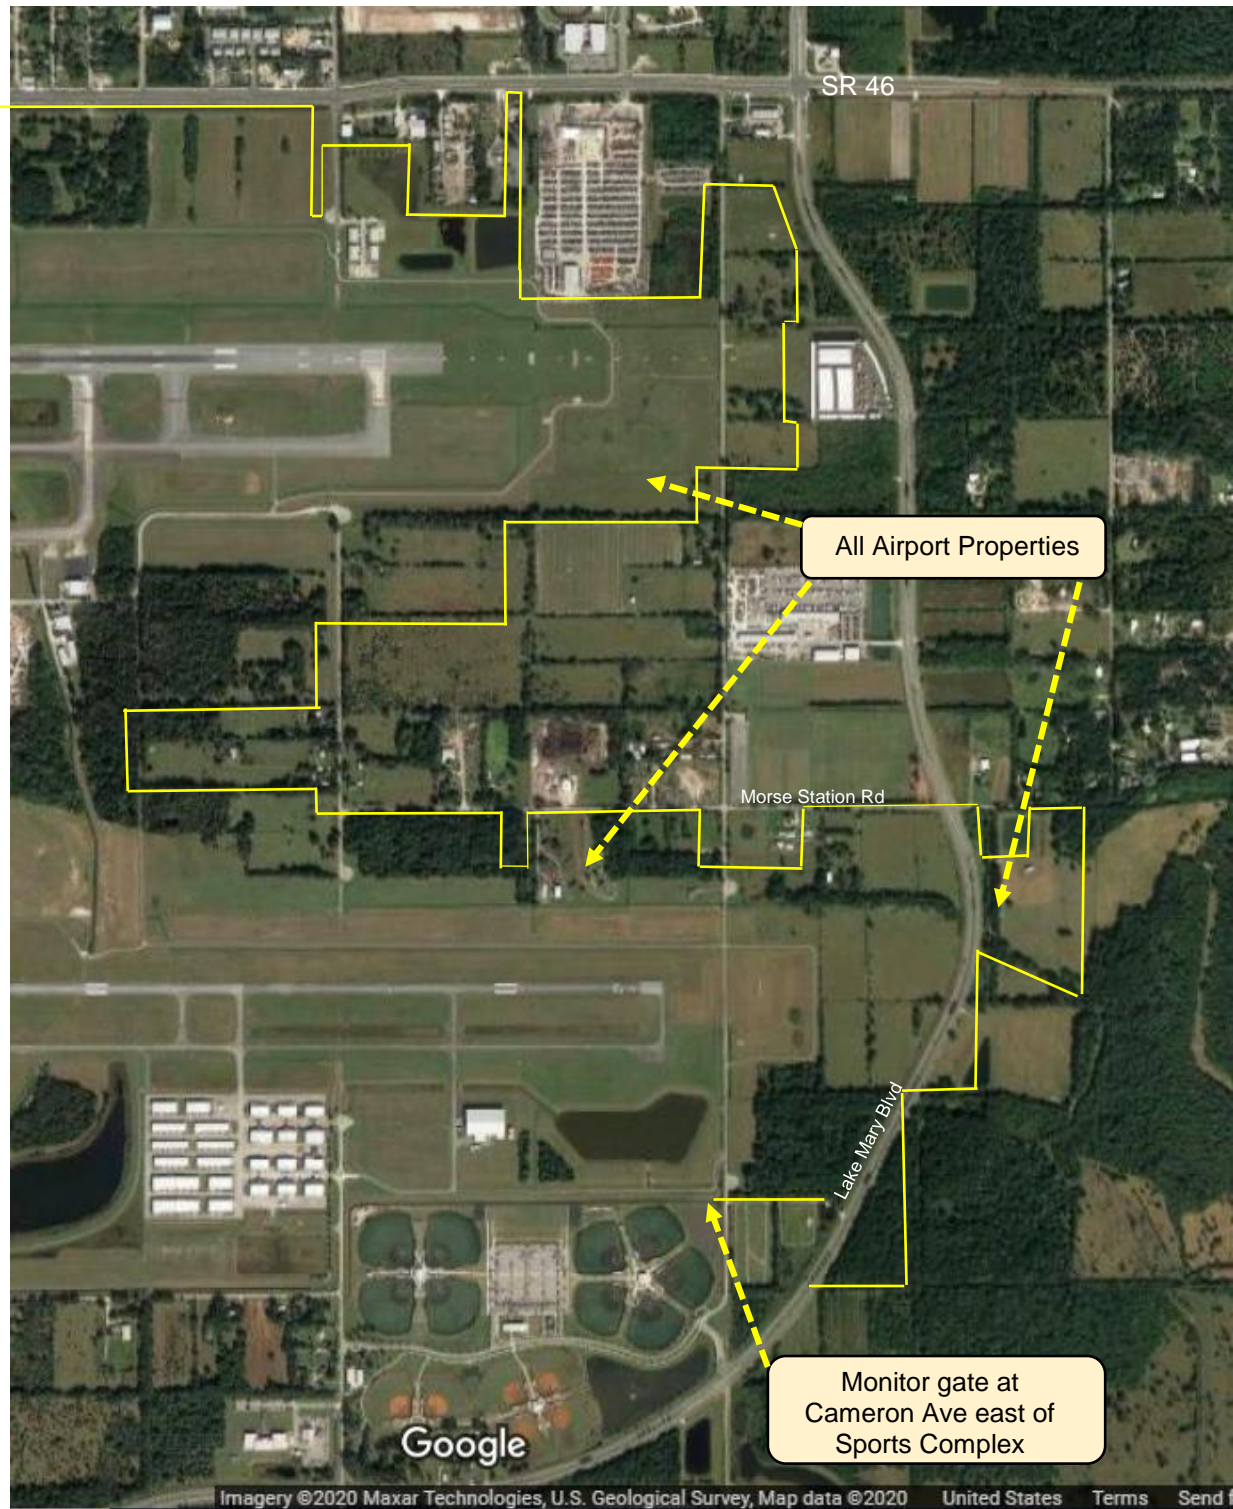 SR 46
All Airport Properties
Morse Station Rd
Lake Mary Blvd
Monitor gate at
Cameron Ave east of
Sports Complex
Google
Imagery ©2020 Maxar Technologies, U.S. Geological Survey, Map data ©2020 United States Terms Send f